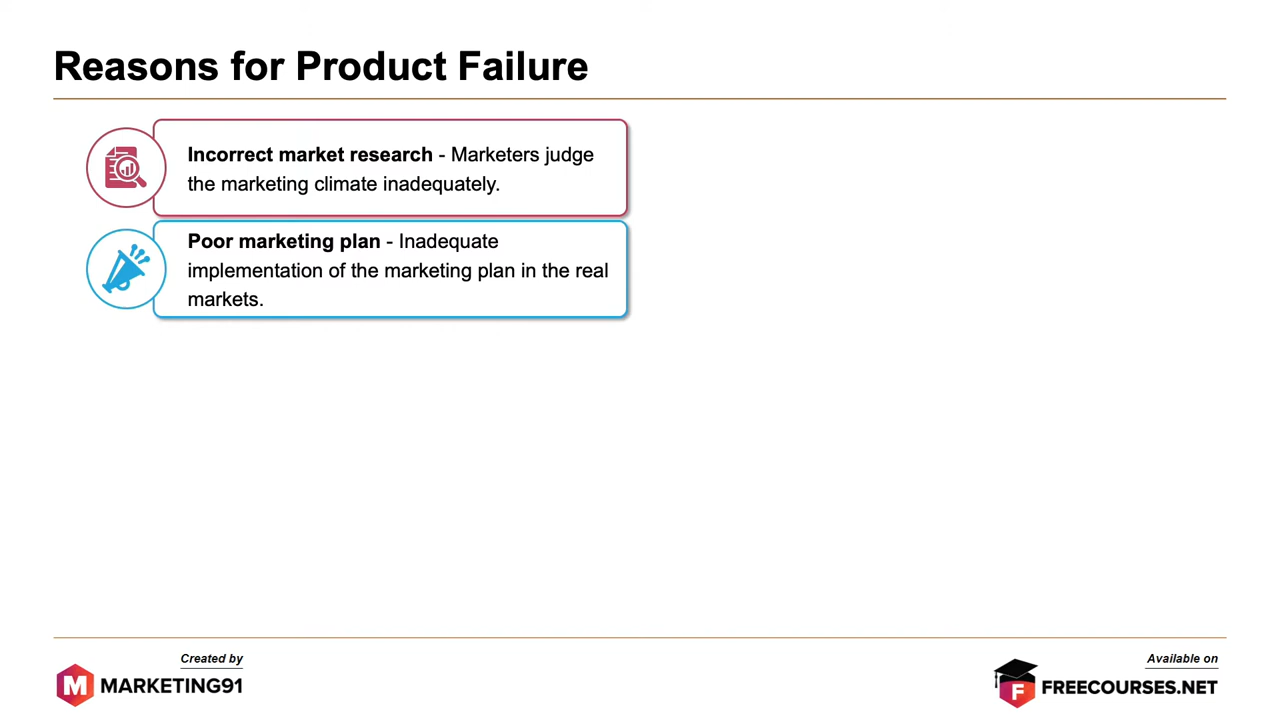 Reasons for Product Failure
Incorrect market research - Marketers judge
the marketing climate inadequately.
Poor marketing plan - Inadequate
implementation of the marketing plan in the real
markets.
Created by
M MARKETING91
Available on
F FREECOURSES.NET